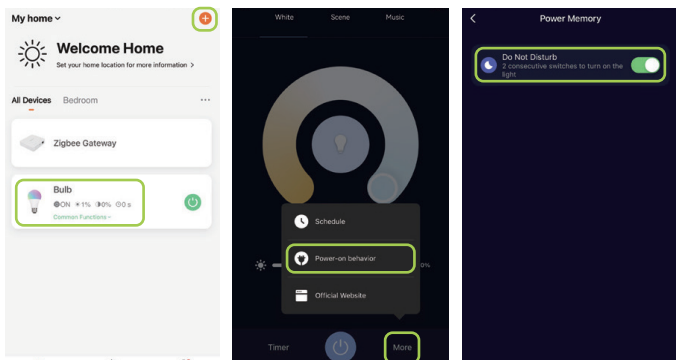 My home
Welcome Home
Set your home location for more information >
All Devices Bedroom ...
Zigbee Gateway
Bulb
ON 1% 0% 0 s
Common Functions
White Scene Music
Schedule
Power-on behavior
0%
Official Website
Timer More
Power Memory
Do Not Disturb
2 consecutive switches to turn on the
light